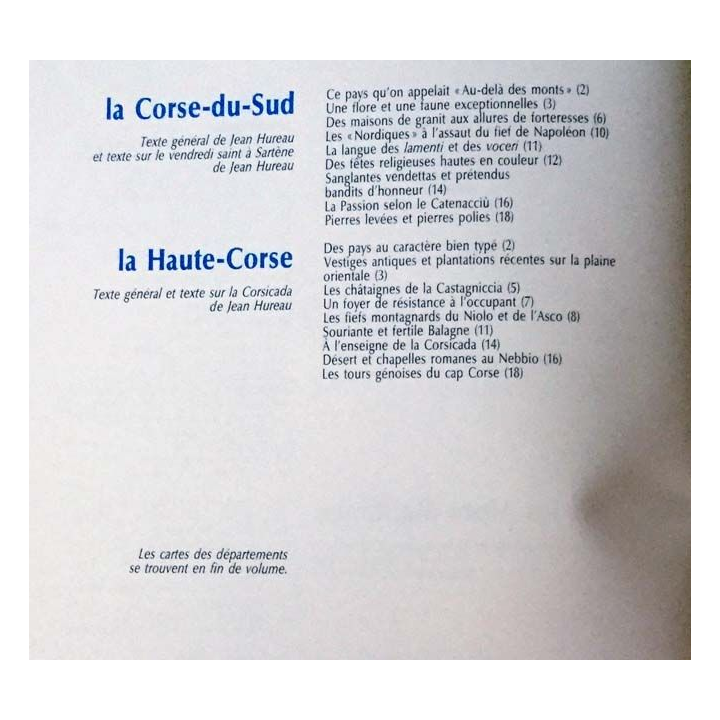 la Corse-du-Sud
Texte général de Jean Hureau
et texte sur le vendredi saint à Sartène
de Jean Hureau
Ce pays qu'on appelait « Au-delà des monts » (2)
Une flore et une faune exceptionnelles (3)
Des maisons de granit aux allures de forteresses (6)
Les « Nordiques » à l'assaut du fief de Napoléon (10)
La langue des lamenti et des voceri (11)
Des fêtes religieuses hautes en couleur (12)
Sanglantes vendettas et prétendus
bandits d'honneur (14)
La Passion selon le Catenacciù (16)
Pierres levées et pierres polies (18)
la Haute-Corse
Texte général et texte sur la Corsicada
de Jean Hureau
Des pays au caractère bien typé (2)
Vestiges antiques et plantations récentes sur la plaine
orientale (3)
Les châtaignes de la Castagniccia (5)
Un foyer de résistance à l'occupant (7)
Les fiefs montagnards du Niolo et de l'Asco (8)
Souriante et fertile Balagne (11)
À l'enseigne de la Corsicada (14)
Désert et chapelles romanes au Nebbio (16)
Les tours génoises du cap Corse (18)
Les cartes des départements
se trouvent en fin de volume.